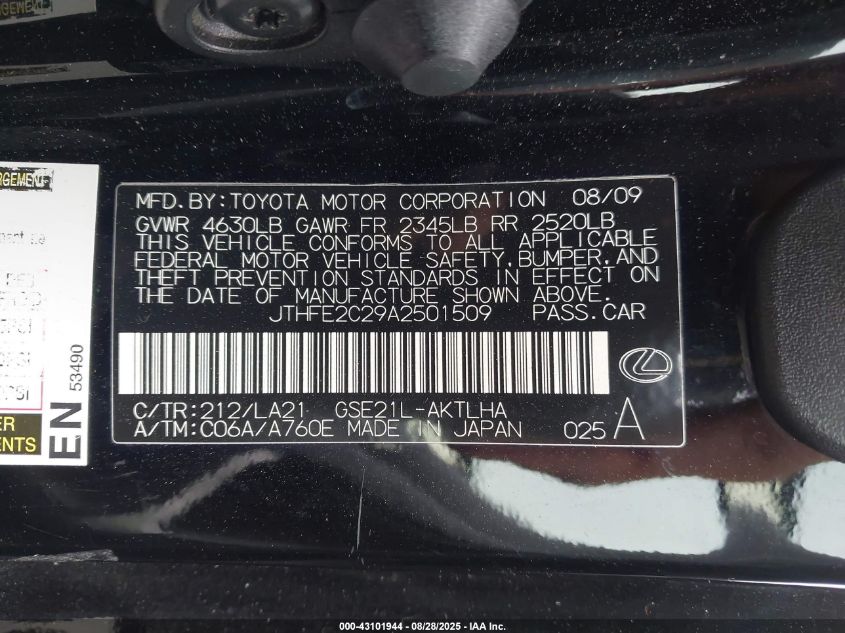 RGEMENT
MFD.BY:TOYOTA MOTOR CORPORATION 08/09
GVWR 4630LB GAWR FR 2345LB RR 2520LB
THIS VEHICLE CONFORMS TO ALL APPLICABLE
FEDERAL MOTOR VEHICLE SAFETY,BUMPER,AND
THEFT PREVENTION STANDARDS IN EFFECT ON
THE DATE OF MANUFACTURE SHOWN ABOVE.
JTHFE2C29A2501509 PASS.CAR
C/TR:212/LA21 GSE21L-AKTLHA
A/TM:C06A/A760E MADE IN JAPAN 025 A
EN 53490
000-43101944 - 08/28/2025 - IAA Inc.